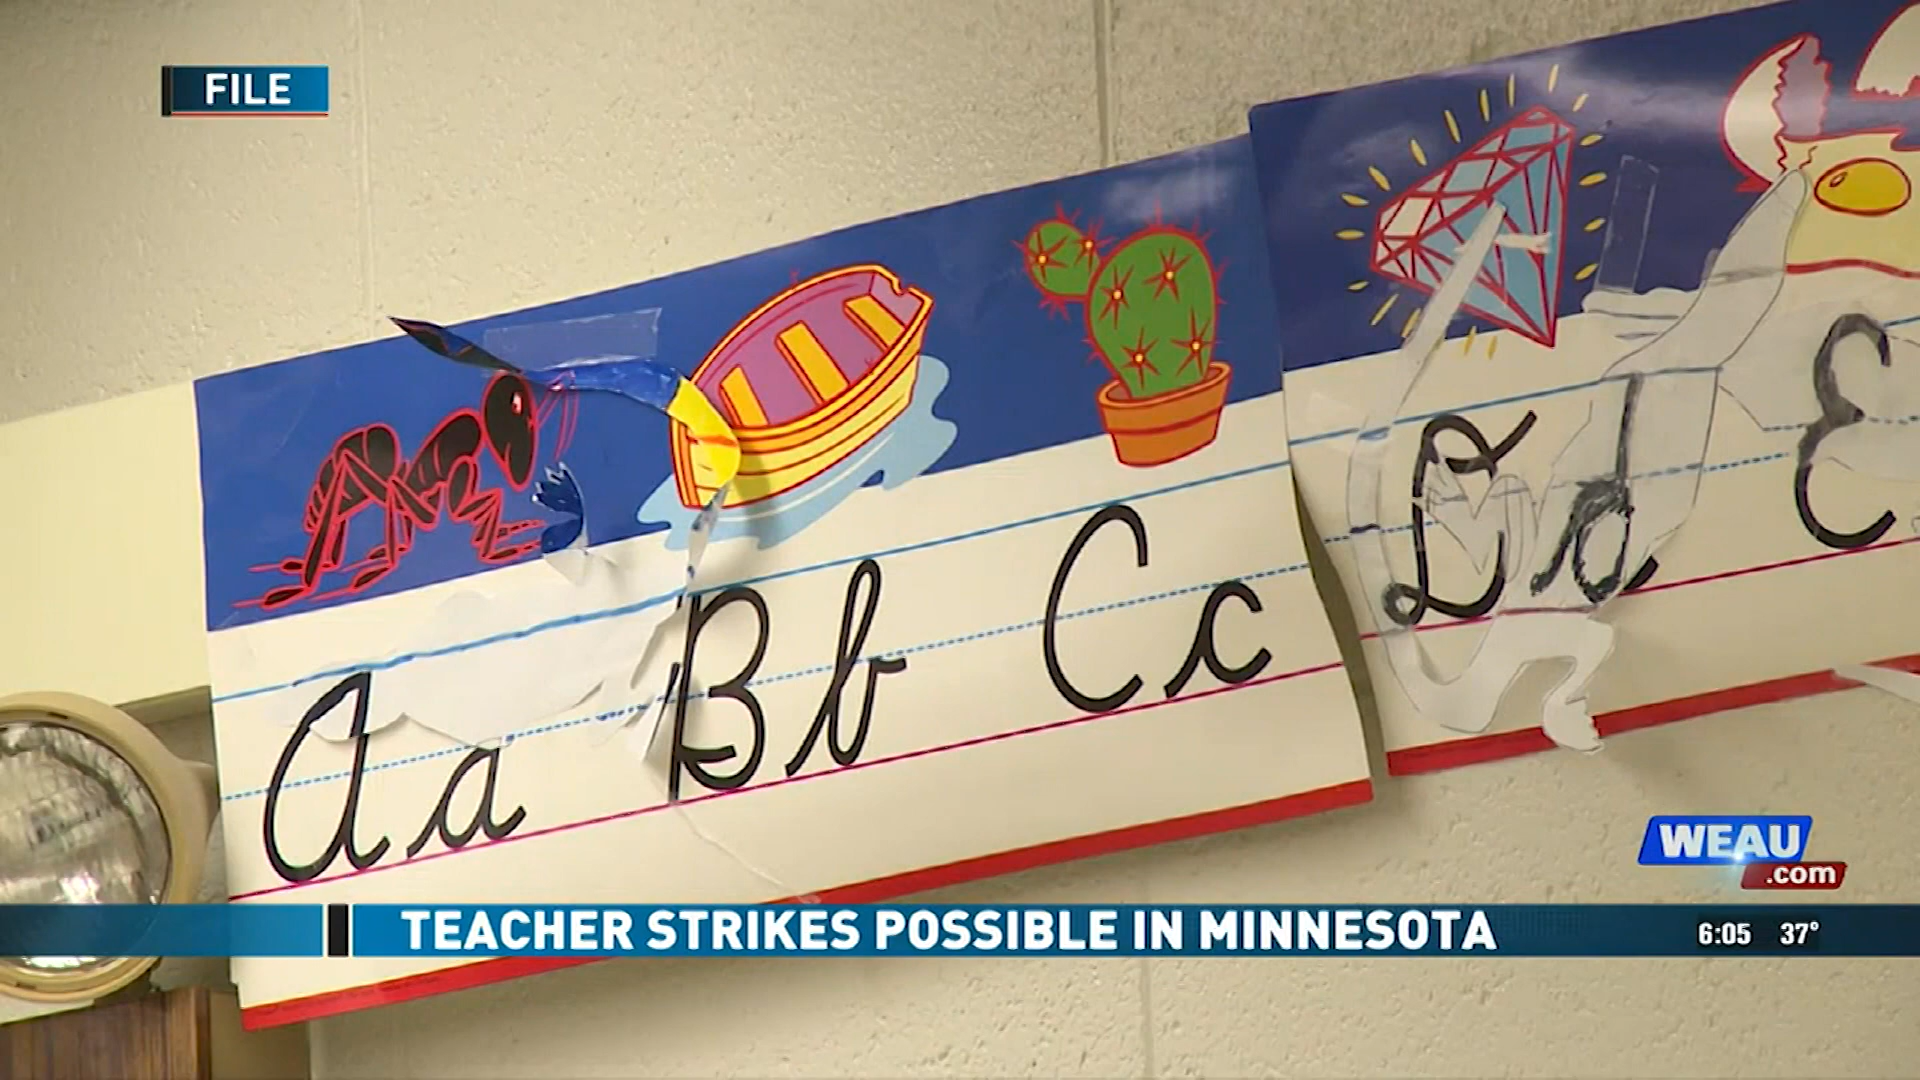 FILE
Aa Bb Cc Dd E
WEAU
.com
TEACHER STRIKES POSSIBLE IN MINNESOTA
6:05 37°